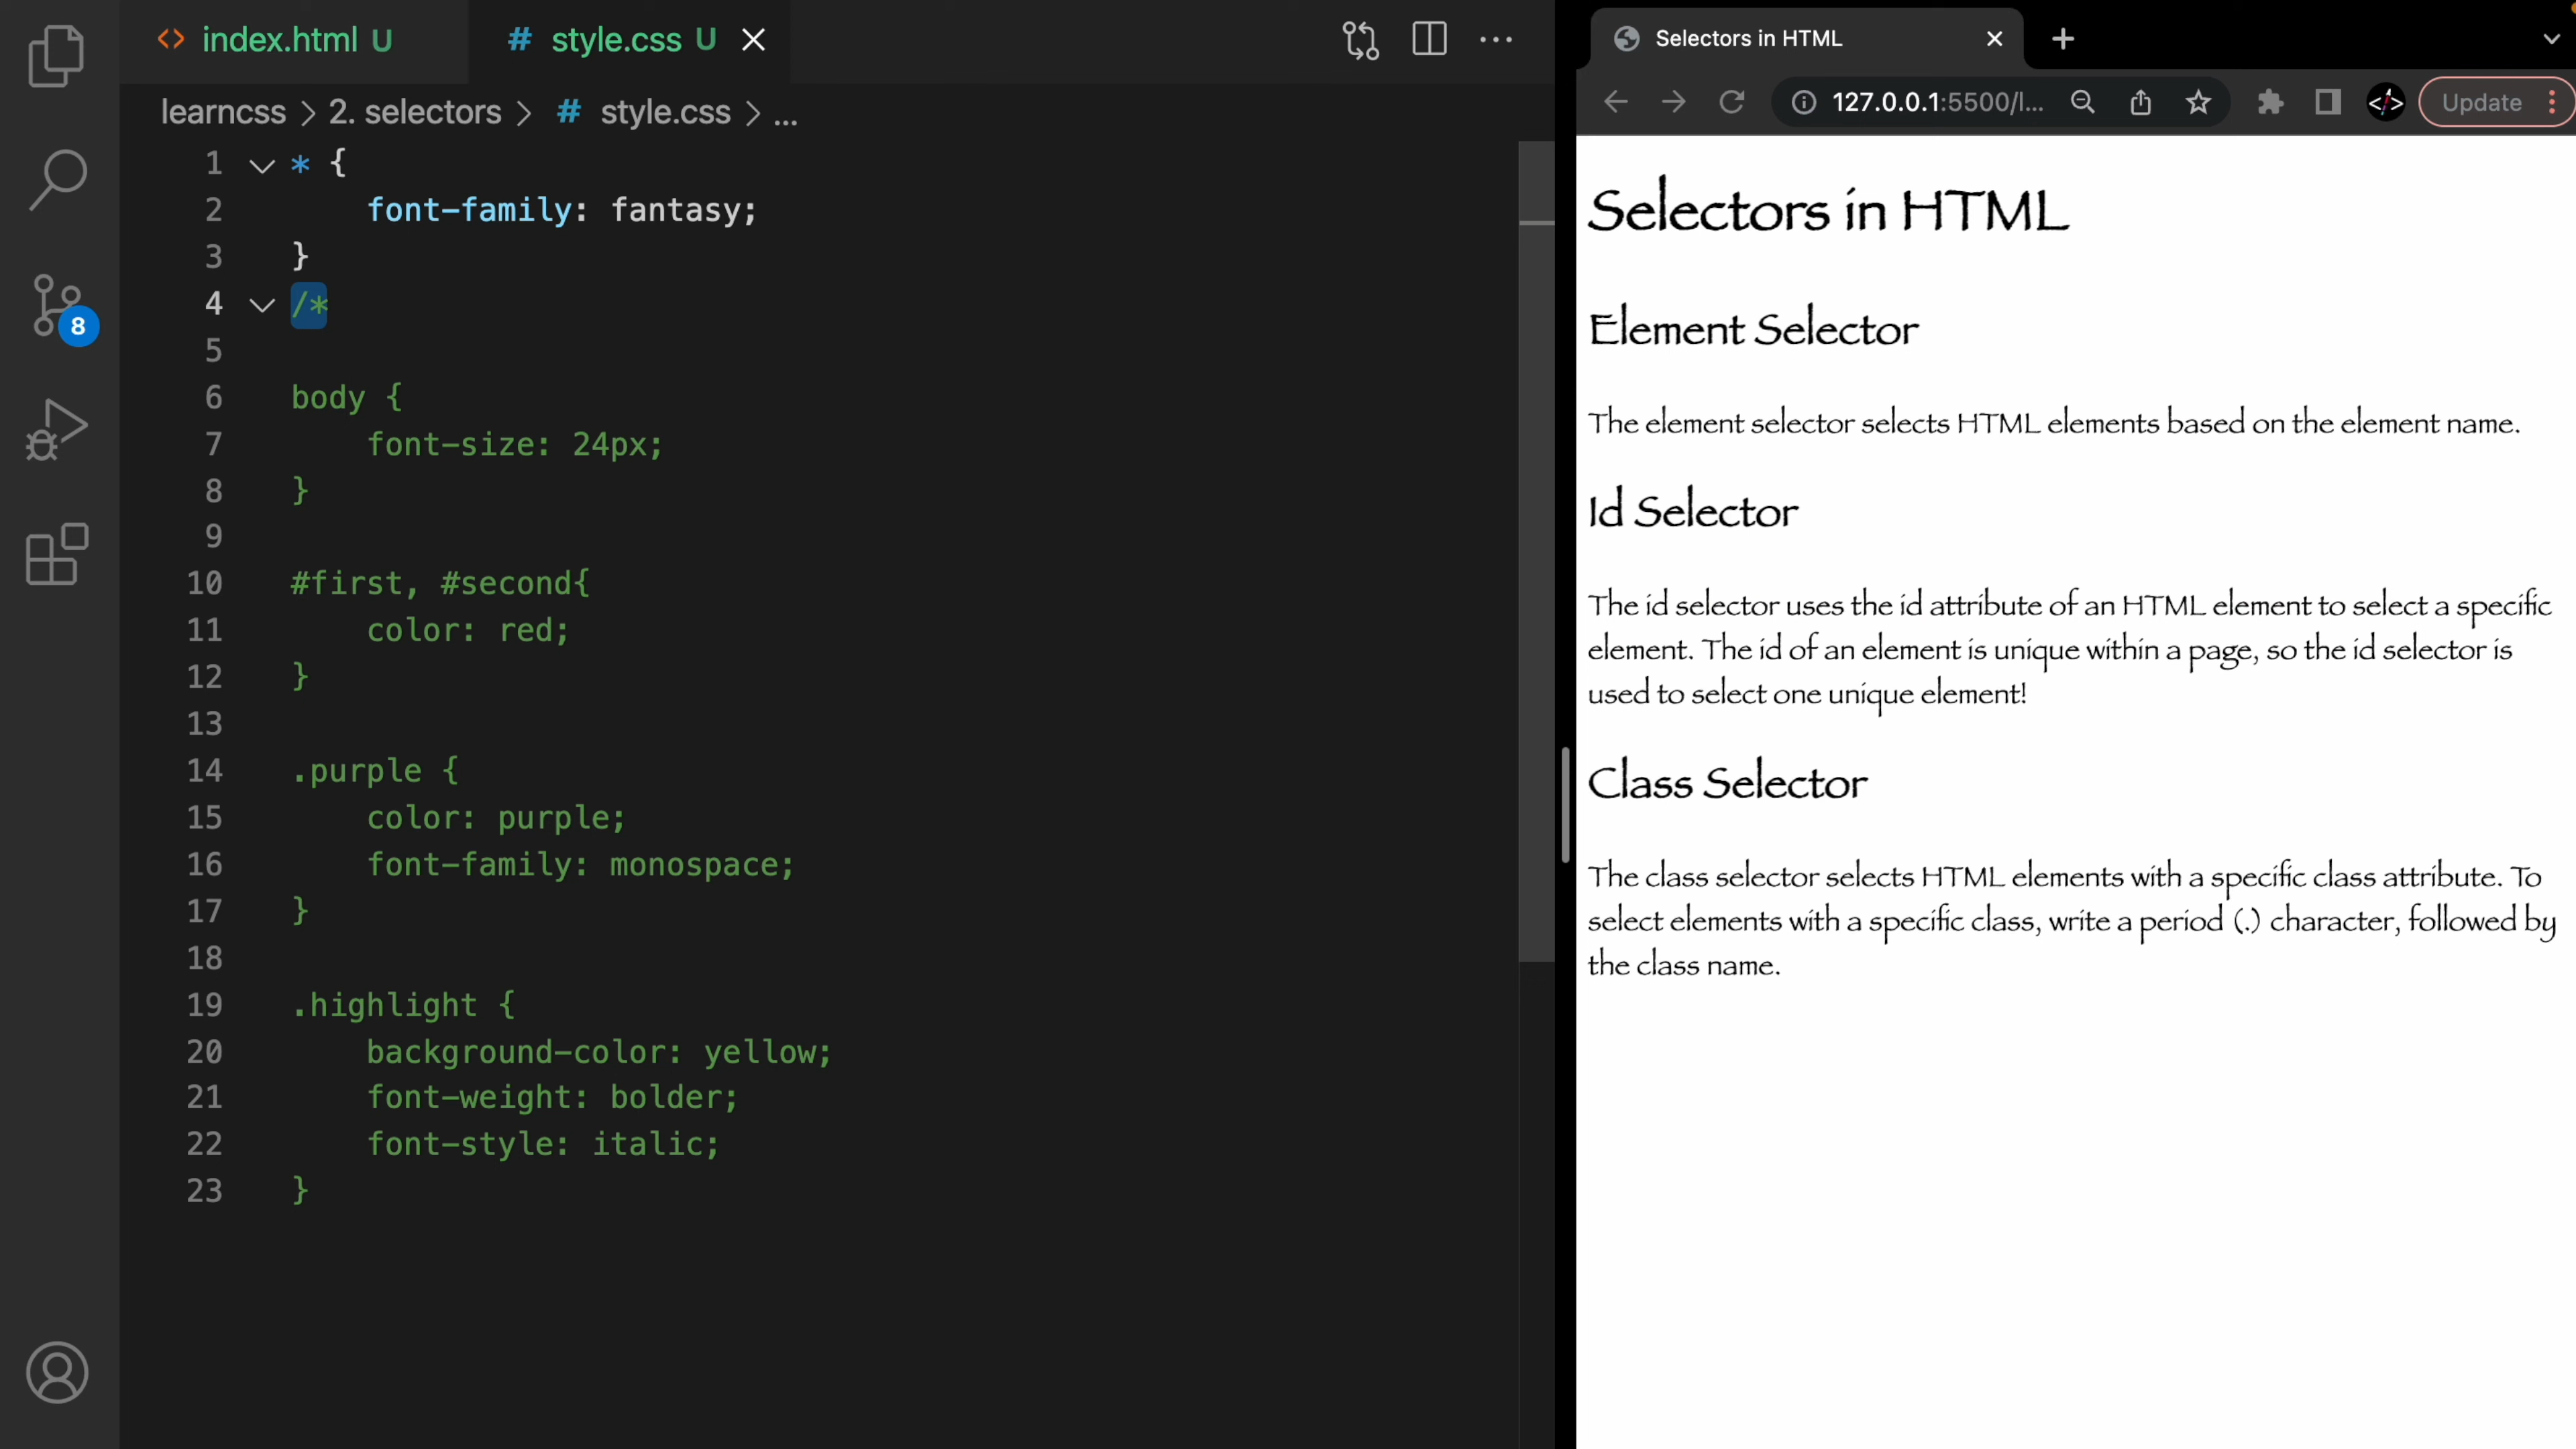 index.html U
style.css U
learncss > 2. selectors > # style.css > ...
1 * {
2 font-family: fantasy;
3 }
4 /*
5
6 body {
7 font-size: 24px;
8 }
9
10 #first, #second{
11 color: red;
12 }
13
14 .purple {
15 color: purple;
16 font-family: monospace;
17 }
18
19 .highlight {
20 background-color: yellow;
21 font-weight: bolder;
22 font-style: italic;
23 }
8
Selectors in HTML
127.0.0.1:5500/l...
Update
Selectors in HTML
Element Selector
The element selector selects HTML elements based on the element name.
Id Selector
The id selector uses the id attribute of an HTML element to select a specific
element. The id of an element is unique within a page, so the id selector is
used to select one unique element!
Class Selector
The class selector selects HTML elements with a specific class attribute. To
select elements with a specific class, write a period (.) character, followed by
the class name.